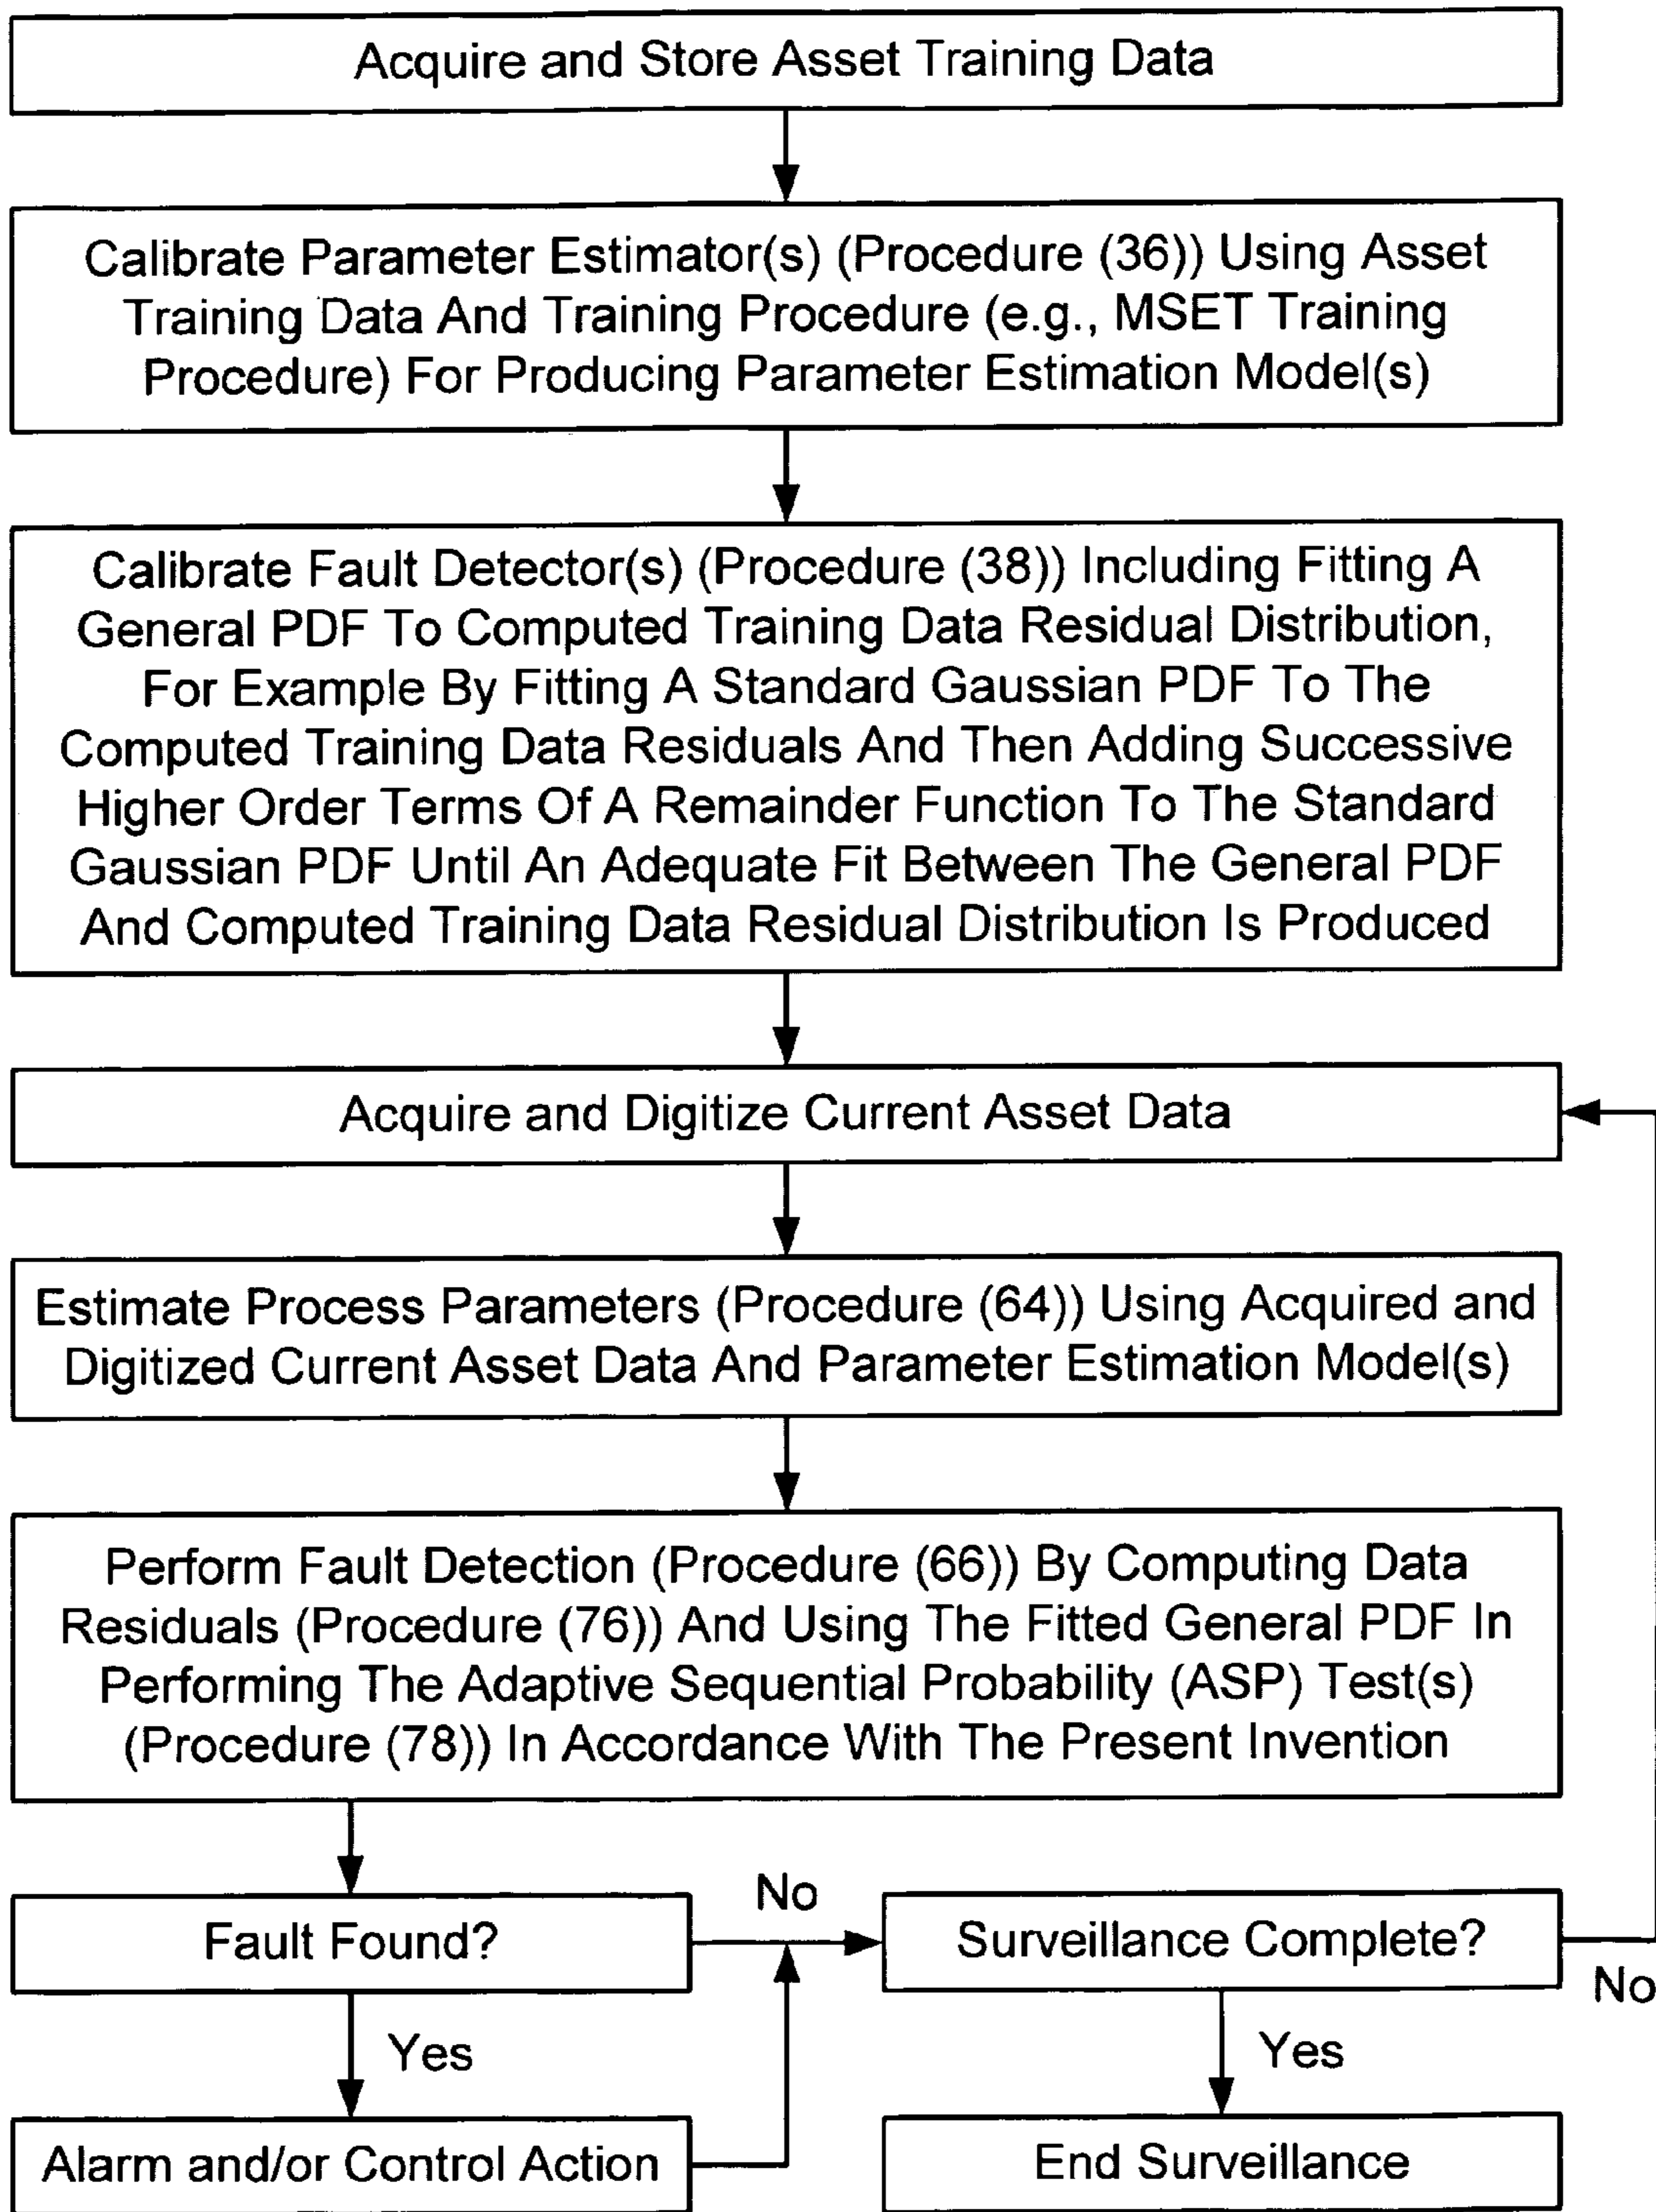 Acquire and Store Asset Training Data
Calibrate Parameter Estimator(s) (Procedure (36)) Using Asset
Training Data And Training Procedure (e.g., MSET Training
Procedure) For Producing Parameter Estimation Model(s)
Calibrate Fault Detector(s) (Procedure (38)) Including Fitting A
General PDF To Computed Training Data Residual Distribution,
For Example By Fitting A Standard Gaussian PDF To The
Computed Training Data Residuals And Then Adding Successive
Higher Order Terms Of A Remainder Function To The Standard
Gaussian PDF Until An Adequate Fit Between The General PDF
And Computed Training Data Residual Distribution Is Produced
Acquire and Digitize Current Asset Data
Estimate Process Parameters (Procedure (64)) Using Acquired and
Digitized Current Asset Data And Parameter Estimation Model(s)
Perform Fault Detection (Procedure (66)) By Computing Data
Residuals (Procedure (76)) And Using The Fitted General PDF In
Performing The Adaptive Sequential Probability (ASP) Test(s)
(Procedure (78)) In Accordance With The Present Invention
Fault Found?
No
Surveillance Complete?
No
Yes
Yes
Alarm and/or Control Action
End Surveillance